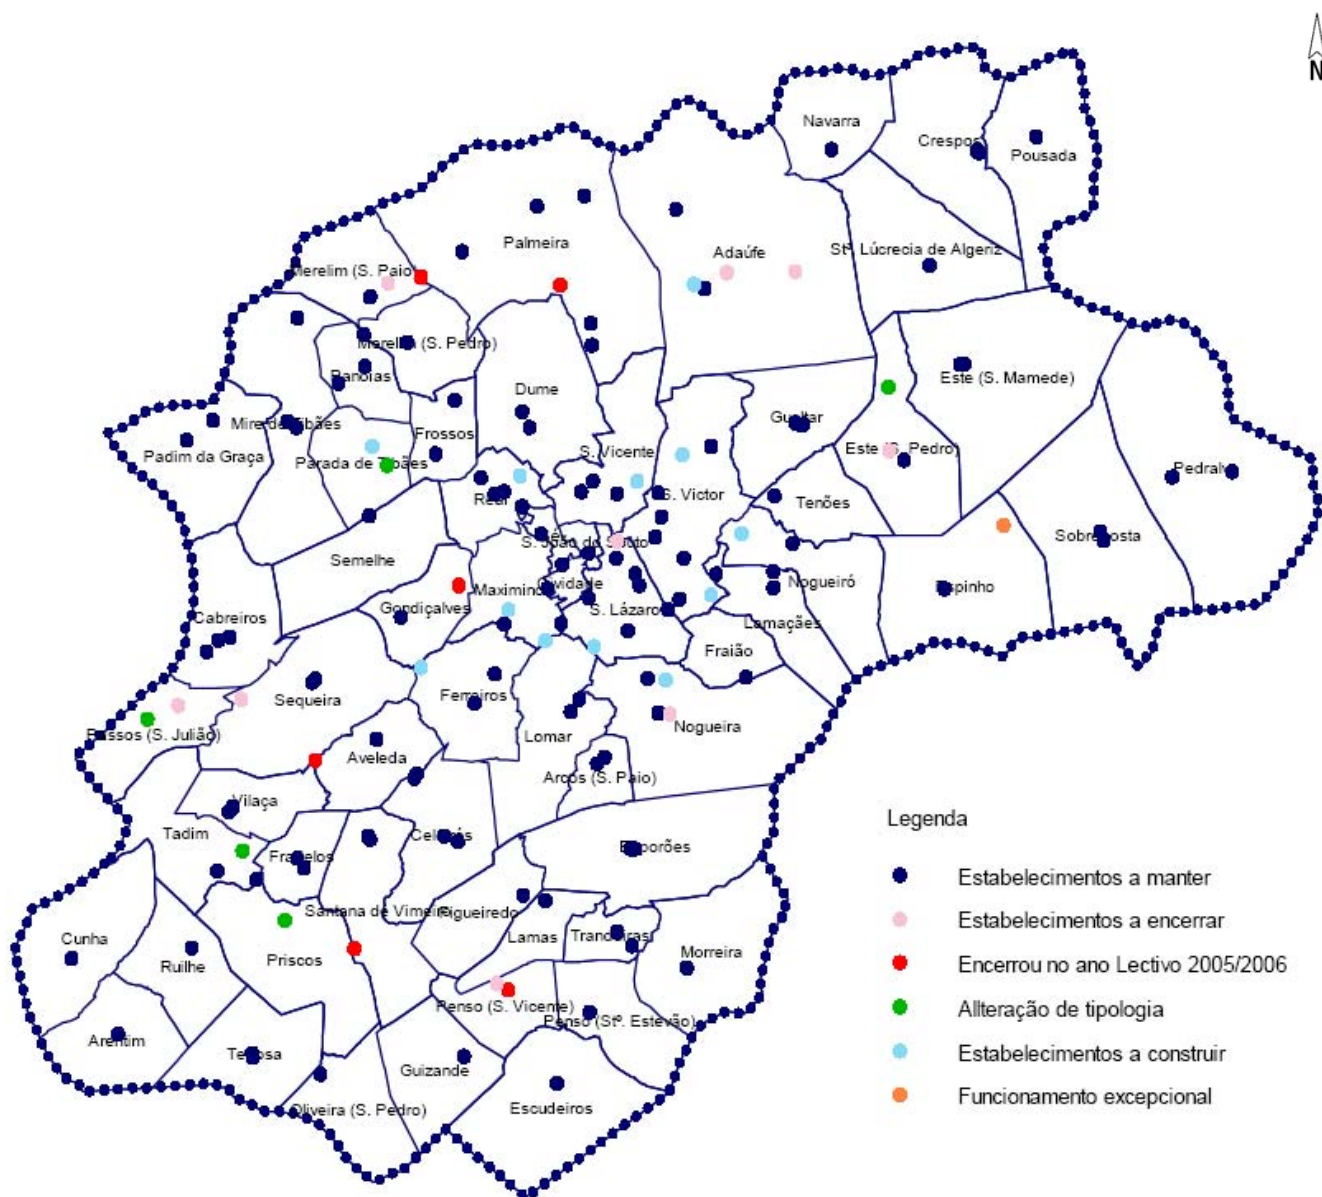 N
Navarra
Crespos
Pousada
Palmeira
Adaúfe
Stª. Lúcrecia de Algeriz
Merelim (S. Paio)
Merelim (S. Pedro)
Panoias
Dume
Este (S. Mamede)
Gualtar
Mire de Tibães
Frossos
S. Vicente
Este (S. Pedro)
Padim da Graça
Parada de Tibães
Pedralva
Real
S. Victor
Tenões
S. João do Souto
Sobreposta
Semelhe
Maximinos
Cividade
Nogueiró
Espinho
Gondiçalves
S. Lázaro
Cabreiros
Lamaçães
Fraião
Sequeira
Ferreiros
Passos (S. Julião)
Nogueira
Lomar
Aveleda
Arcos (S. Paio)
Vilaça
Legenda
Tadim
Celeirós
Fradelos
Esporões
Estabelecimentos a manter
Santana de Vimeiro
Figueiredo
Estabelecimentos a encerrar
Cunha
Lamas
Trandeiras
Ruilhe
Priscos
Morreira
Encerrou no ano Lectivo 2005/2006
Penso (S. Vicente)
Allteração de tipologia
Penso (Stº. Estevão)
Arentim
Tebosa
Estabelecimentos a construir
Guizande
Funcionamento excepcional
Oliveira (S. Pedro)
Escudeiros